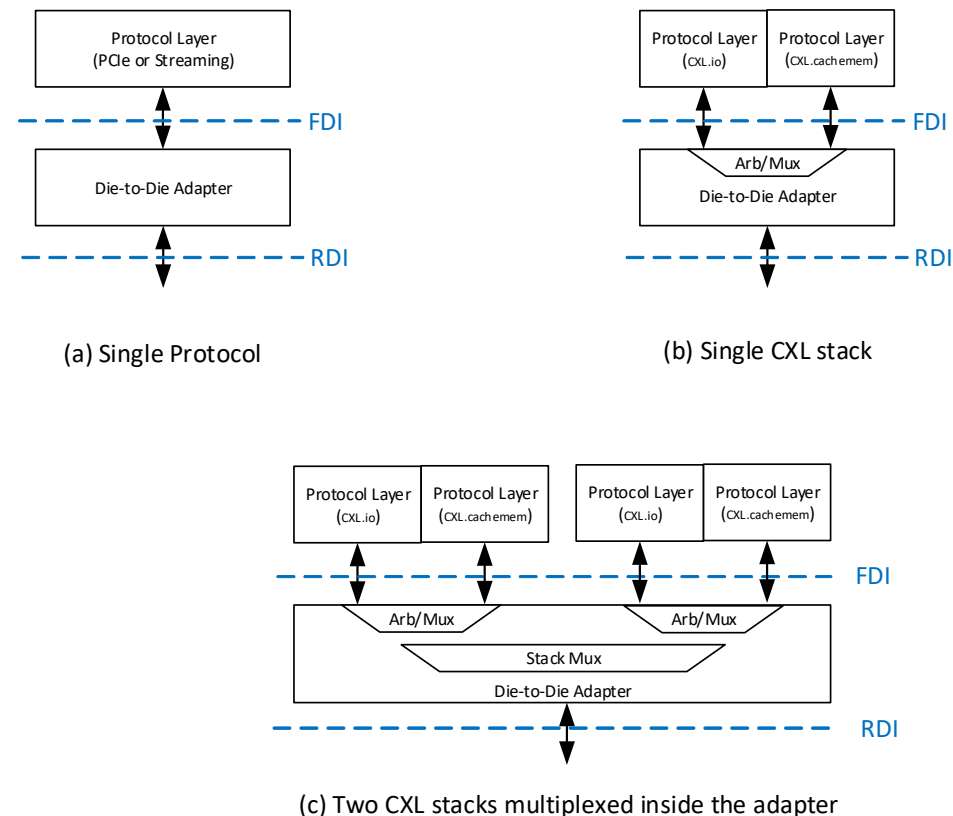 Protocol Layer
(PCIe or Streaming)
FDI
Die-to-Die Adapter
RDI
(a) Single Protocol
Protocol Layer
(CXL.io)
Protocol Layer
(CXL.cachemem)
FDI
Arb/Mux
Die-to-Die Adapter
RDI
(b) Single CXL stack
Protocol Layer
(CXL.io)
Protocol Layer
(CXL.cachemem)
Protocol Layer
(CXL.io)
Protocol Layer
(CXL.cachemem)
FDI
Arb/Mux
Arb/Mux
Stack Mux
Die-to-Die Adapter
RDI
(c) Two CXL stacks multiplexed inside the adapter